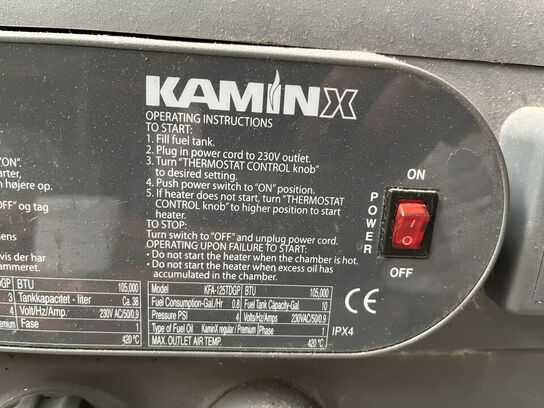 KAMINX
OPERATING INSTRUCTIONS
TO START:
1. Fill fuel tank.
2. Plug in power cord to 230V outlet.
3. Turn "THERMOSTAT CONTROL knob"
to desired setting.
4. Push power switch to "ON" position.
5. If heater does not start, turn "THERMOSTAT
CONTROL knob" to higher position to start
heater.
TO STOP:
Turn switch to "OFF" and unplug power cord.
OPERATING UPON FAILURE TO START:
• Do not start the heater when the chamber is hot.
• Do not start the heater when excess oil has
accumulated in the chamber.
Model KFA-125TDGP BTU 105,000
Fuel Consumption-Gal./Hr 0.8 Fuel Tank Capacity-Gal. 10
Pressure PSI 4 Volts/Hz/Amps 230VAC/50/0.9
Type of Fuel Oil KaminX regular / Premium Phase 1
MAX. OUTLET AIR TEMP. 420 °C
CE
IPX4
ON
POWER
OFF
"ON".
arter,
n højere op.
OFF" og tag
sens
vis der har
ammeret.
DGP BTU 105,000
3 Tankkapacitet - liter Ca. 38
4 Volt/Hz/Amp. 230V AC/50/0,9
remium Fase 1
420 °C